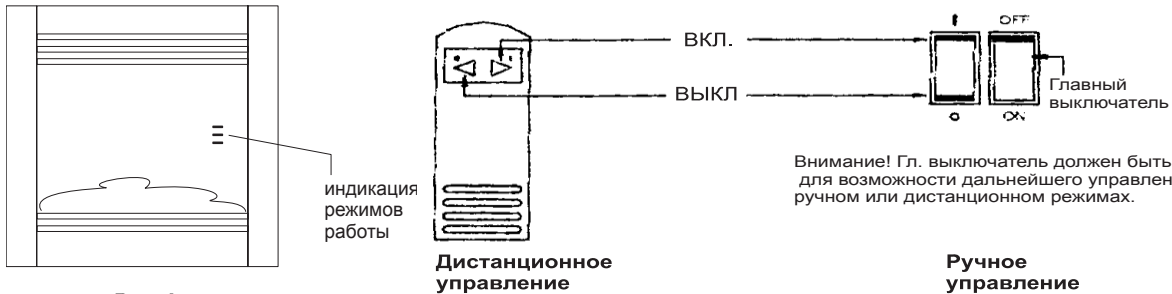 ВКЛ.
ВЫКЛ
I
OFF
O
ON
Главный
выключатель
индикация
режимов
работы
Внимание! Гл. выключатель должен быть
для возможности дальнейшего
ручном или дистанционном режимах.
Дистанционное
управление
Ручное
управление